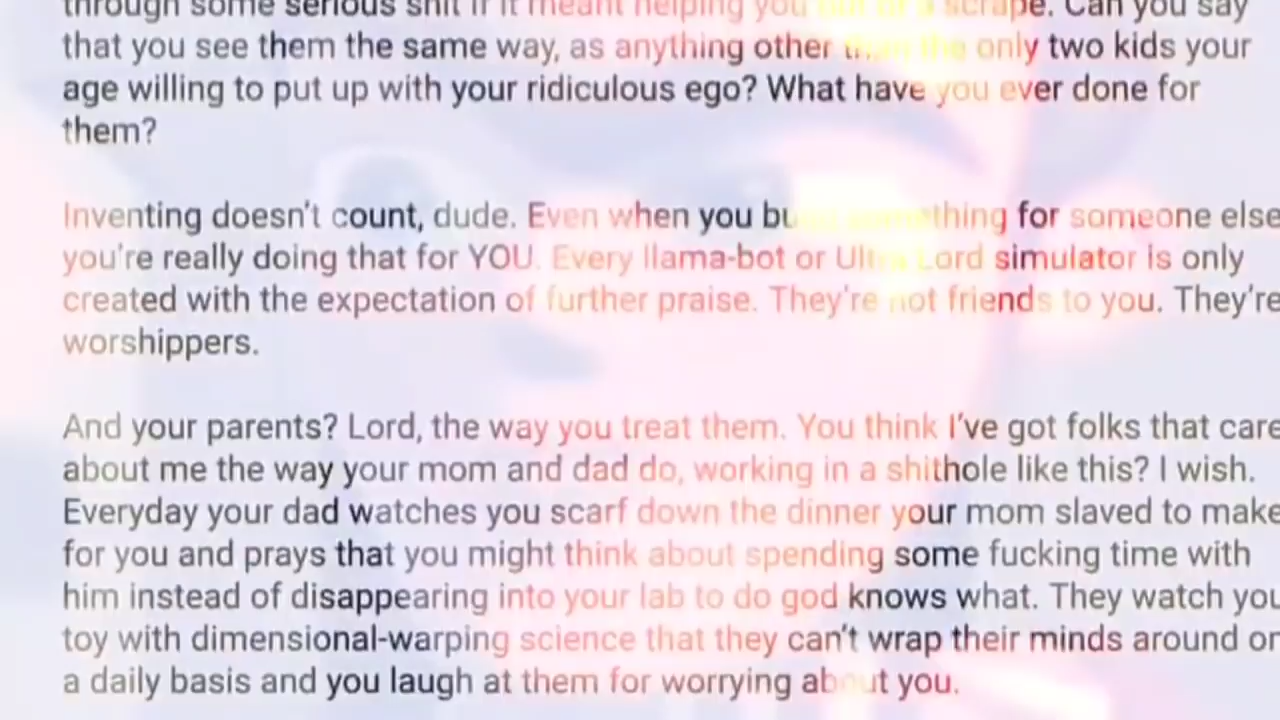 through some serious shit if it meant helping you out of a scrape. Can you say
that you see them the same way, as anything other than the only two kids your
age willing to put up with your ridiculous ego? What have you ever done for
them?
Inventing doesn't count, dude. Even when you build something for someone else
you're really doing that for YOU. Every llama-bot or Ultra Lord simulator is only
created with the expectation of further praise. They're not friends to you. They're
worshippers.
And your parents? Lord, the way you treat them. You think I've got folks that care
about me the way your mom and dad do, working in a shithole like this? I wish.
Everyday your dad watches you scarf down the dinner your mom slaved to make
for you and prays that you might think about spending some fucking time with
him instead of disappearing into your lab to do god knows what. They watch you
toy with dimensional-warping science that they can't wrap their minds around on
a daily basis and you laugh at them for worrying about you.